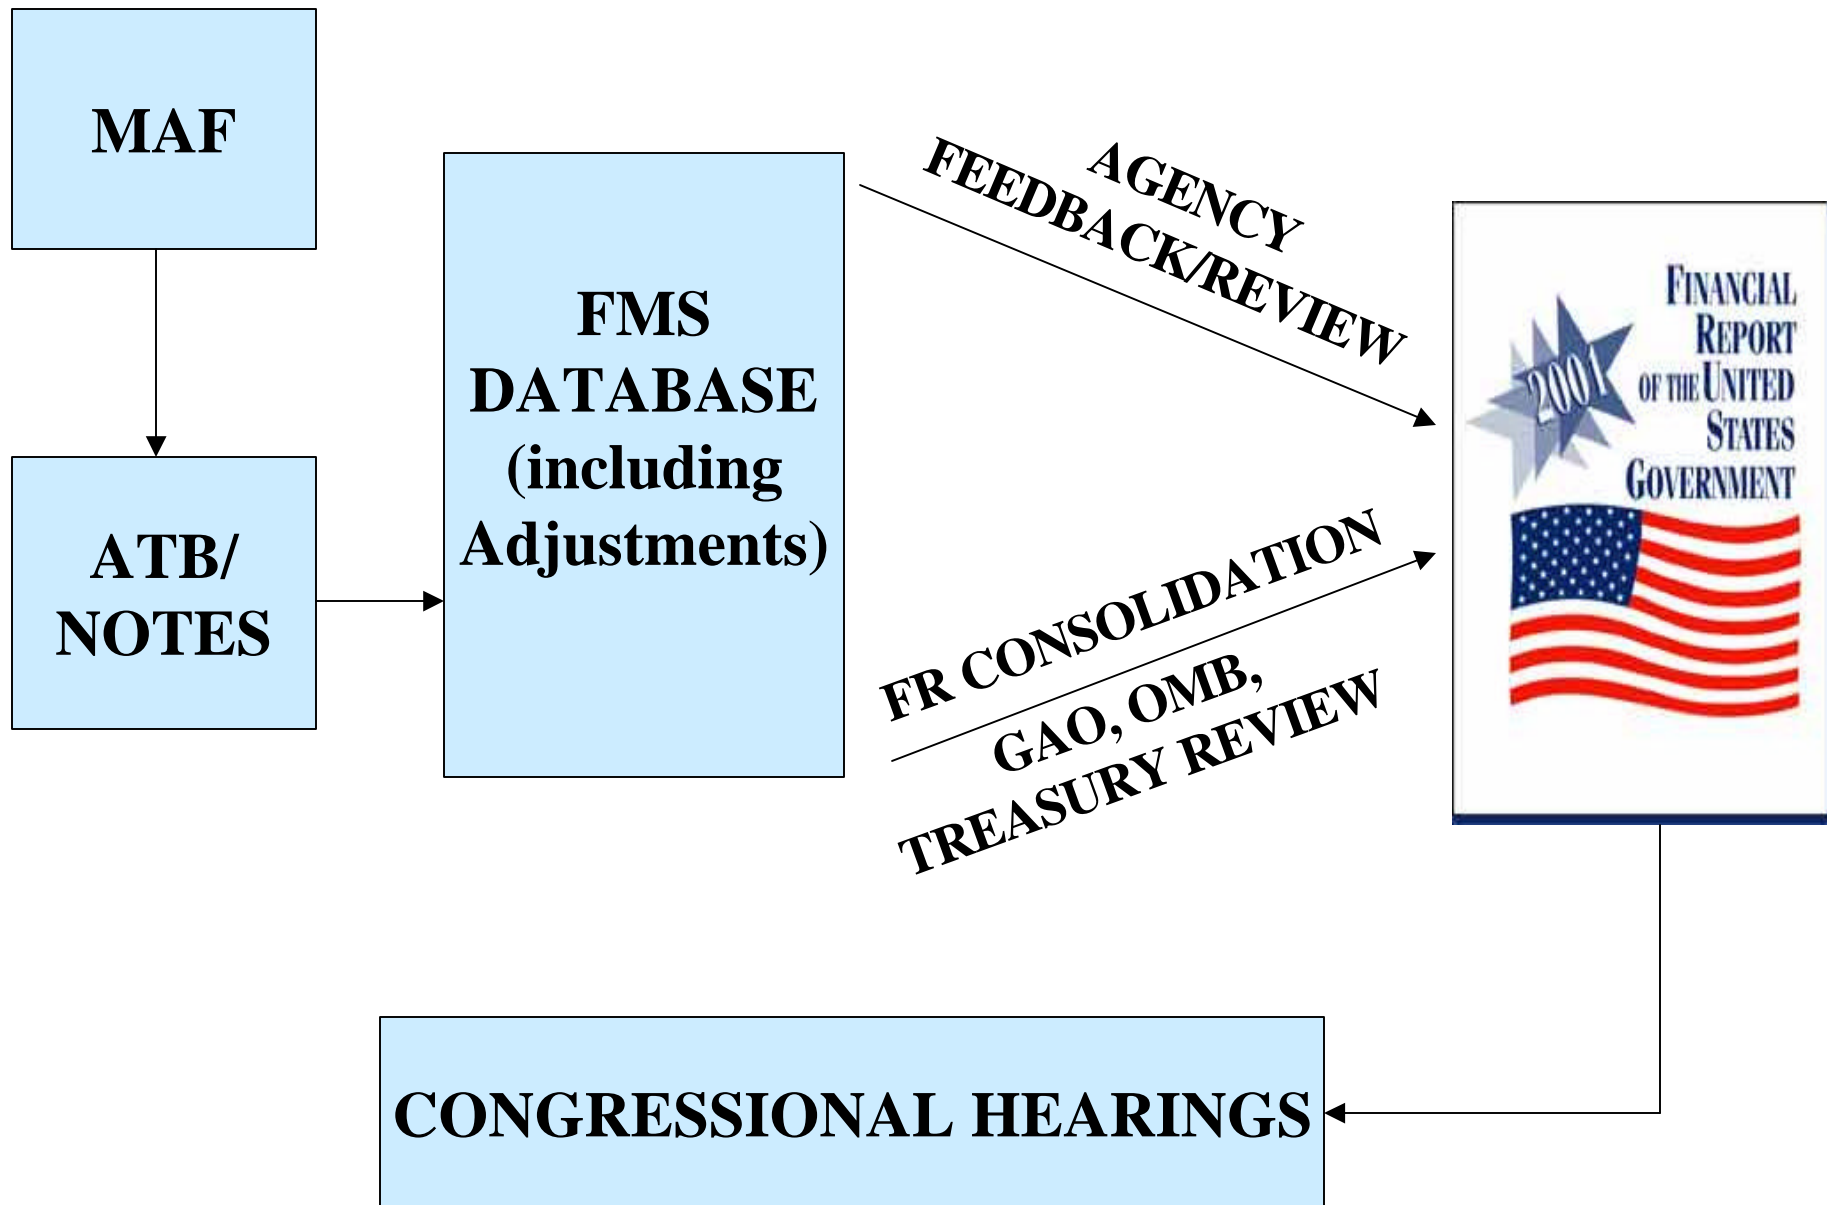 MAF
ATB/
NOTES
FMS
DATABASE
(including
Adjustments)
AGENCY
FEEDBACK/REVIEW
FR CONSOLIDATION
GAO, OMB,
TREASURY REVIEW
2001
FINANCIAL
REPORT
OF THE UNITED
STATES
GOVERNMENT
CONGRESSIONAL HEARINGS